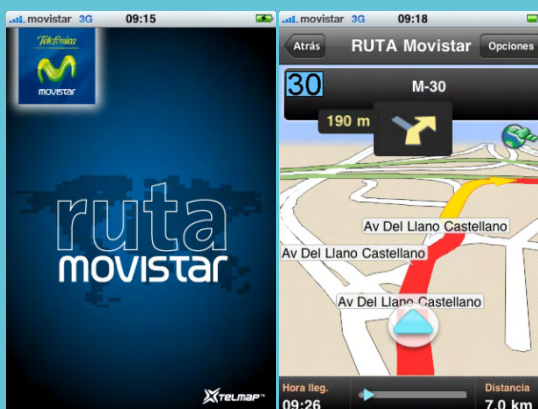 movistar 3G 09:15
Telefónica
movistar
ruta
movistar
TELMAP
movistar 3G 09:18
Atrás RUTA Movistar Opciones
30 M-30
190 m
Av Del Llano Castellano
Av Del Llano Castellano
Av Del Llano Castellano
Hora lleg. Distancia
09:26 7.0 km